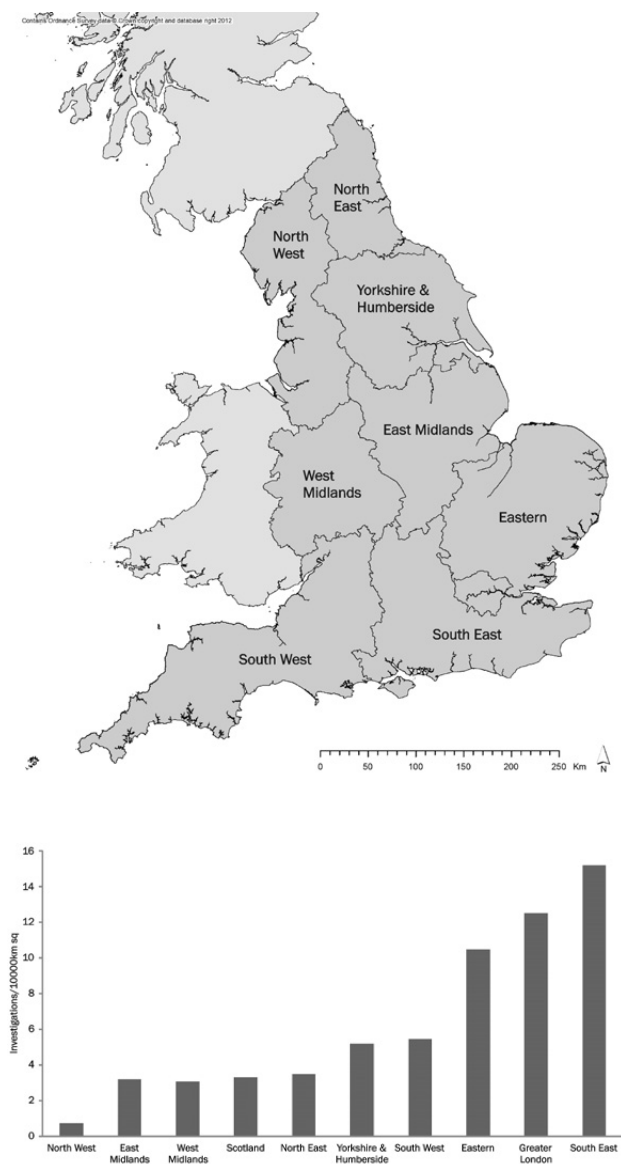 Contains Ordnance Survey data © Crown copyright and database right 2012
North
East
North
West
Yorkshire &
Humberside
East Midlands
West
Midlands
Eastern
South East
South West
0 50 100 150 200 250 Km
N
16
14
12
10
8
6
4
2
0
Investigations/10000km sq
North West
East
Midlands
West
Midlands
Scotland
North East
Yorkshire &
Humberside
South West
Eastern
Greater
London
South East